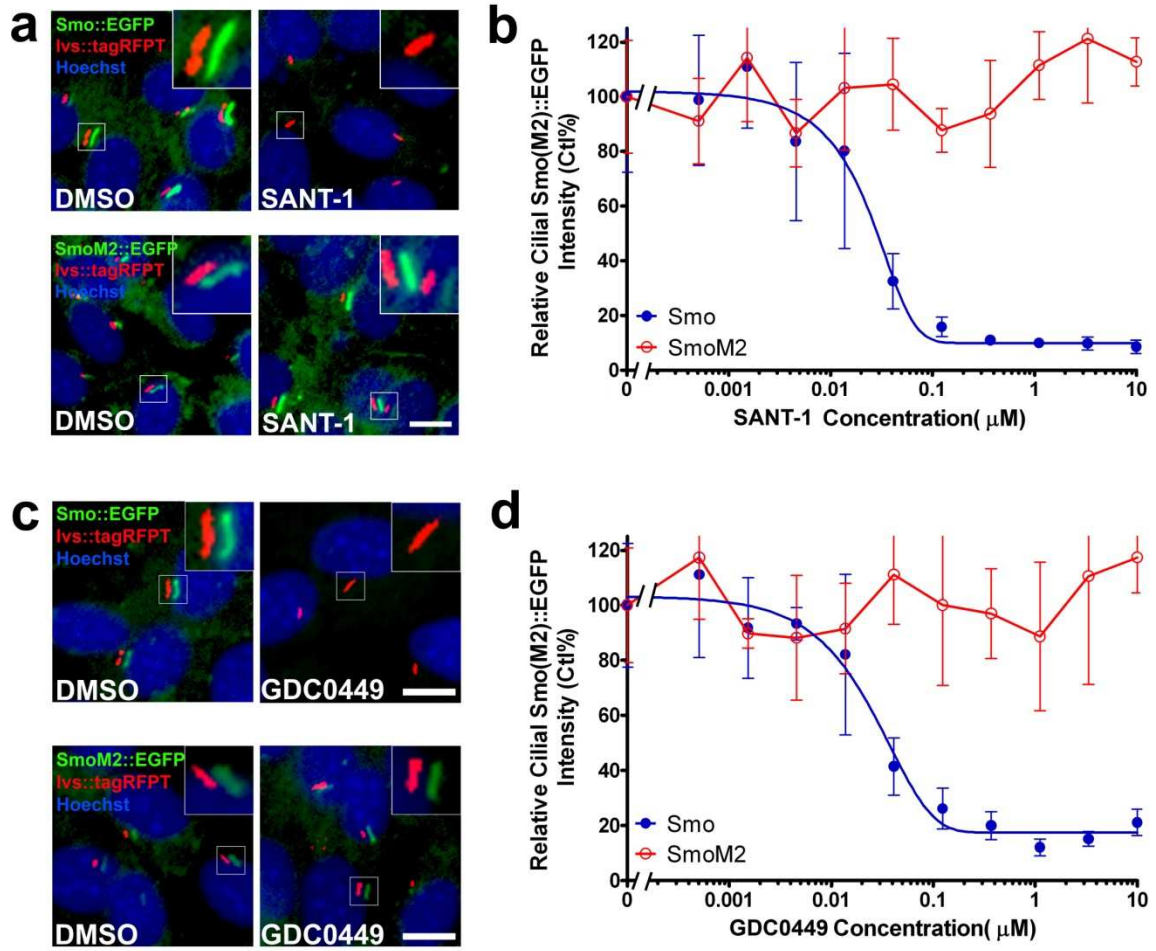 a
Smo::EGFP
Ivs::tagRFPT
Hoechst
DMSO
SANT-1
SmoM2::EGFP
Ivs::tagRFPT
Hoechst
DMSO
SANT-1
b
Relative Cilial Smo(M2)::EGFP
Intensity (Ctl%)
120
100
80
60
40
20
0
Smo
SmoM2
0
0.001
0.01
0.1
1
10
SANT-1 Concentration( μM)
c
Smo::EGFP
Ivs::tagRFPT
Hoechst
DMSO
GDC0449
SmoM2::EGFP
Ivs::tagRFPT
Hoechst
DMSO
GDC0449
d
Relative Cilial Smo(M2)::EGFP
Intensity (Ctl%)
120
100
80
60
40
20
0
Smo
SmoM2
0
0.001
0.01
0.1
1
10
GDC0449 Concentration( μM)